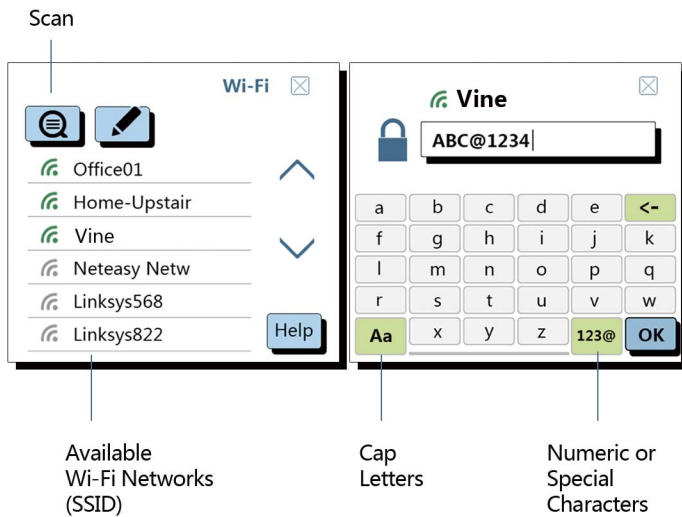 Scan
Wi-Fi
Office01
Home-Upstair
Vine
Neteasy Netw
Linksys568
Linksys822
Help
Vine
ABC@1234
a b c d e <-
f g h i j k
l m n o p q
r s t u v w
Aa x y z 123@ OK
Available
Wi-Fi Networks
(SSID)
Cap
Letters
Numeric or
Special
Characters